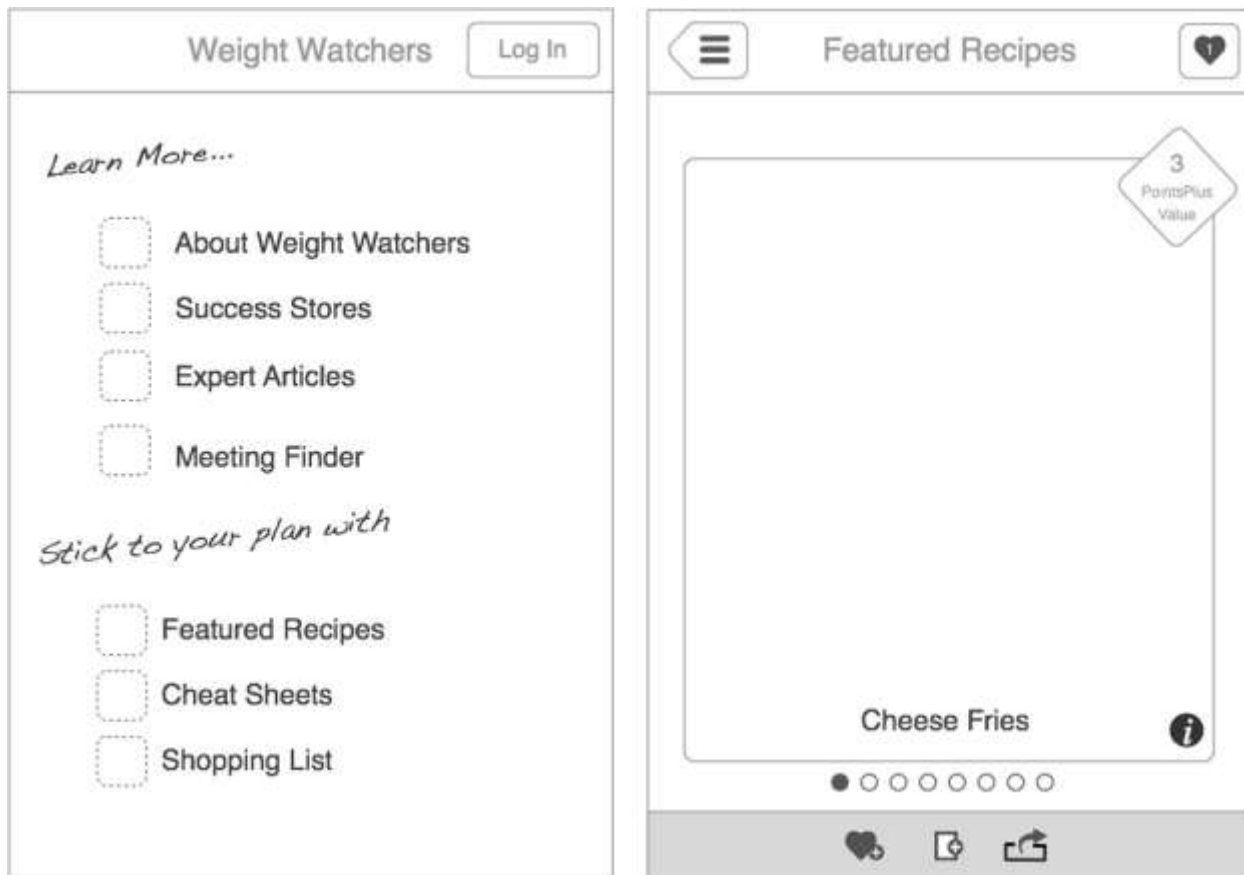 Weight Watchers
Log In
Learn More...
About Weight Watchers
Success Stores
Expert Articles
Meeting Finder
Stick to your plan with
Featured Recipes
Cheat Sheets
Shopping List
Featured Recipes
1
3
PointsPlus
Value
Cheese Fries
i